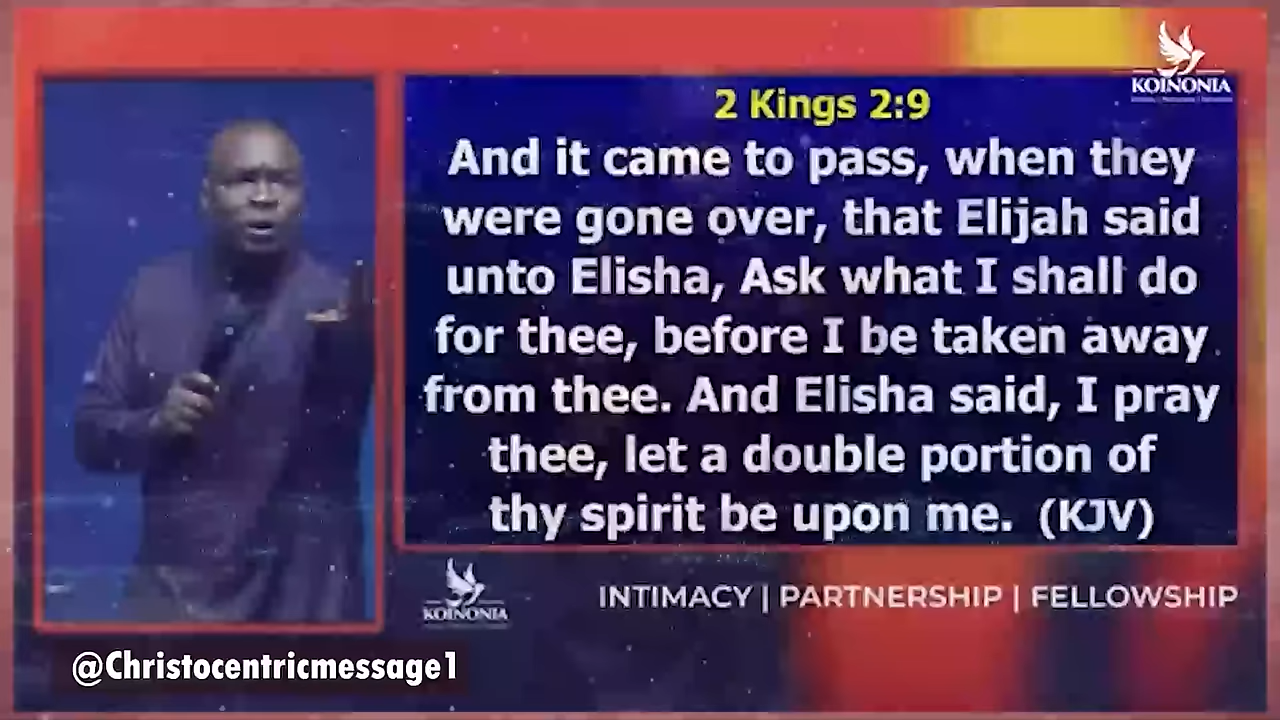 KOINONIA
2 Kings 2:9
And it came to pass, when they
were gone over, that Elijah said
unto Elisha, Ask what I shall do
for thee, before I be taken away
from thee. And Elisha said, I pray
thee, let a double portion of
thy spirit be upon me. (KJV)
KOINONIA
INTIMACY | PARTNERSHIP | FELLOWSHIP
@Christocentricmessage1